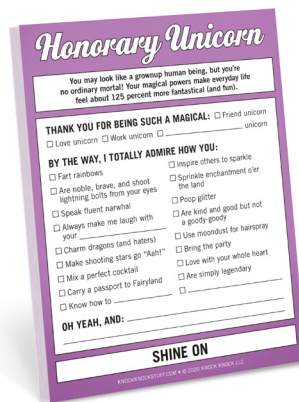 Honorary Unicorn
You may look like a grownup human being, but you're
no ordinary mortal! Your magical powers make everyday life
feel about 125 percent more fantastical (and fun).
THANK YOU FOR BEING SUCH A MAGICAL: □ Friend unicorn
□ Love unicorn □ Work unicorn □ ____________ unicorn
BY THE WAY, I TOTALLY ADMIRE HOW YOU:
□ Fart rainbows
□ Are noble, brave, and shoot
lightning bolts from your eyes
□ Speak fluent narwhal
□ Always make me laugh with
your ____________
□ Charm dragons (and haters)
□ Make shooting stars go "Aah!"
□ Mix a perfect cocktail
□ Carry a passport to Fairyland
□ Know how to ____________
□ Inspire others to sparkle
□ Sprinkle enchantment o'er
the land
□ Poop glitter
□ Are kind and good but not
a goody-goody
□ Use moondust for hairspray
□ Bring the party
□ Love with your whole heart
□ Are simply legendary
□ ____________
OH YEAH, AND: ____________
SHINE ON
KNOCKKNOCKSTUFF.COM • © 2020 KNOCK KNOCK LLC